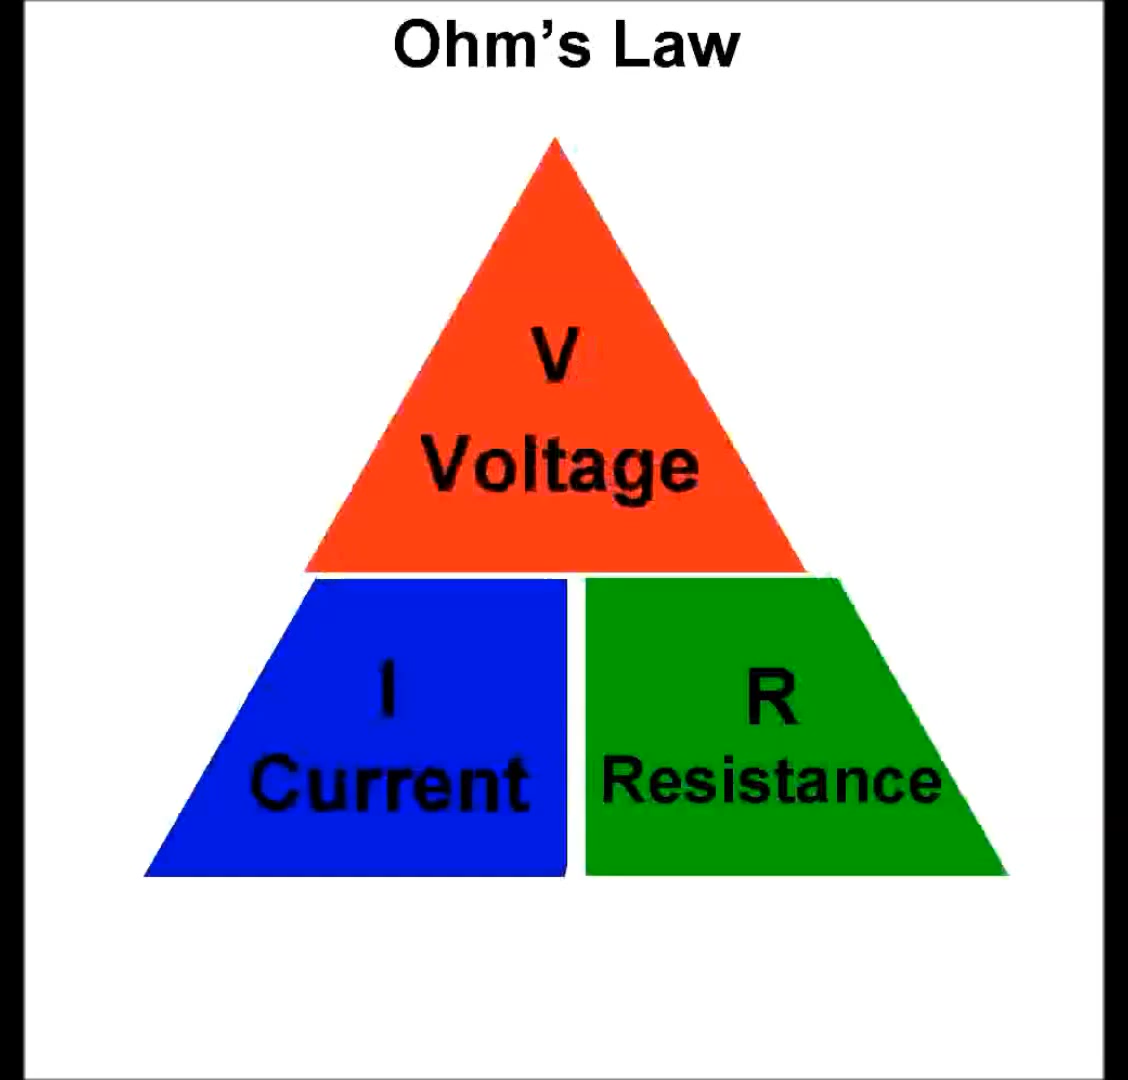 Ohm’s Law
V
Voltage
I
Current
R
Resistance